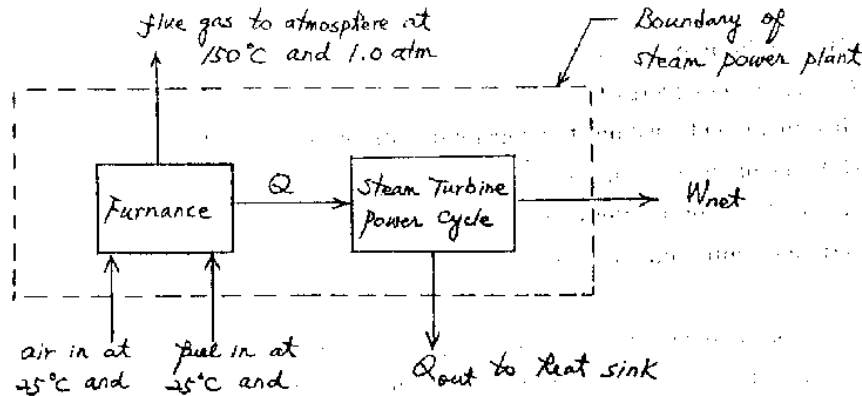 flue gas to atmosphere at
150°C and 1.0 atm
Boundary of
steam power plant
Furnance
Q
Steam Turbine
Power Cycle
Wnet
air in at
25°C and
fuel in at
25°C and
Qout to heat sink